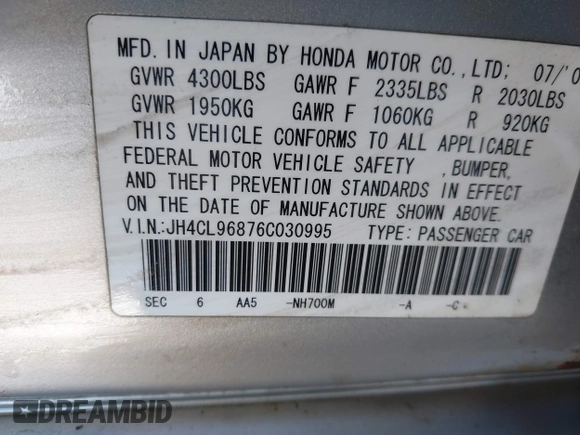 MFD. IN JAPAN BY HONDA MOTOR CO., LTD; 07/'0
GVWR 4300LBS GAWR F 2335LBS R 2030LBS
GVWR 1950KG GAWR F 1060KG R 920KG
THIS VEHICLE CONFORMS TO ALL APPLICABLE
FEDERAL MOTOR VEHICLE SAFETY , BUMPER,
AND THEFT PREVENTION STANDARDS IN EFFECT
ON THE DATE OF MANUFACTURE SHOWN ABOVE.
V.I.N.:JH4CL96876C030995 TYPE: PASSENGER CAR
SEC 6 AA5 -NH700M -A -C
DREAMBID